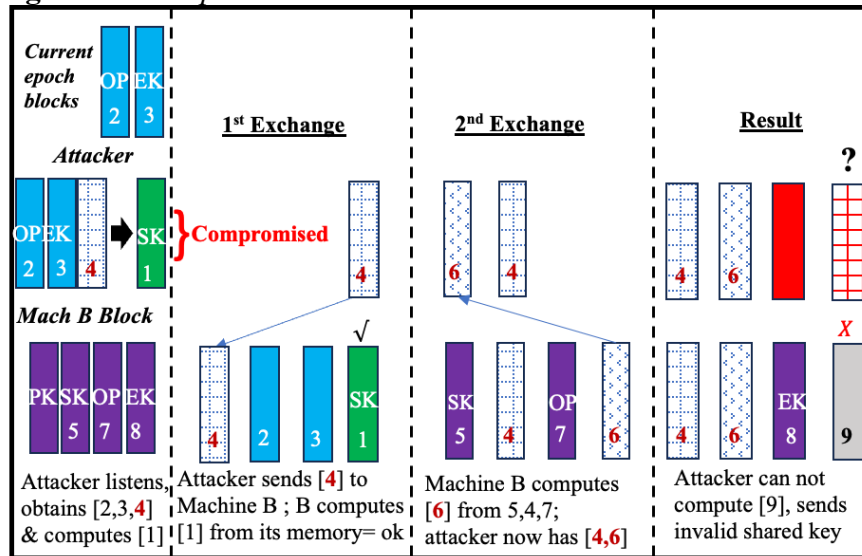 Current
epoch
blocks
OP EK
2 3
1st Exchange
2nd Exchange
Result
Attacker
?
OP EK SK
2 3 4 1
} Compromised
4
6 4
4 6
Mach B Block
√
X
PK SK OP EK
5 7 8
SK
4 2 3 1
SK OP
5 4 7 6
EK
4 6 8 9
Attacker listens,
obtains [2,3,4]
& computes [1]
Attacker sends [4] to
Machine B ; B computes
[1] from its memory= ok
Machine B computes
[6] from 5,4,7;
attacker now has [4,6]
Attacker can not
compute [9], sends
invalid shared key